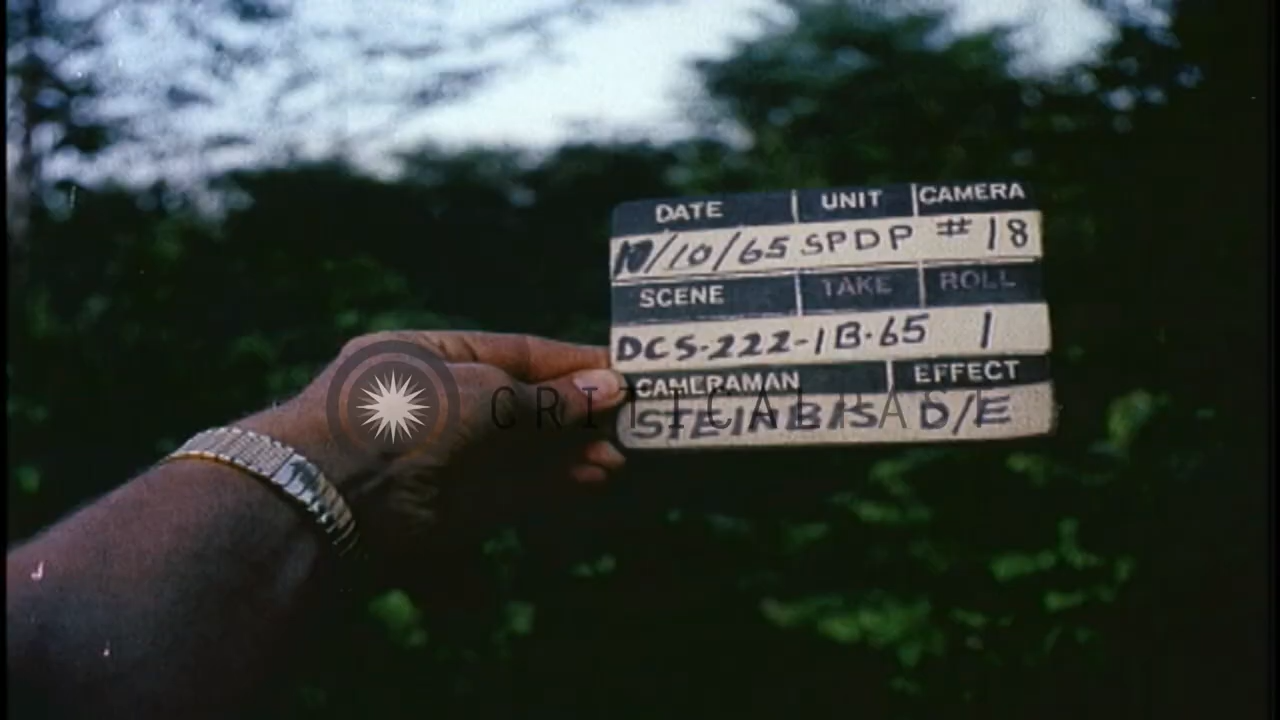 DATE UNIT CAMERA
10/10/65 SPDP #18
SCENE TAKE ROLL
DCS-222-1B-65 1
CAMERAMAN EFFECT
STEINBIS D/E
CRITICALPAST